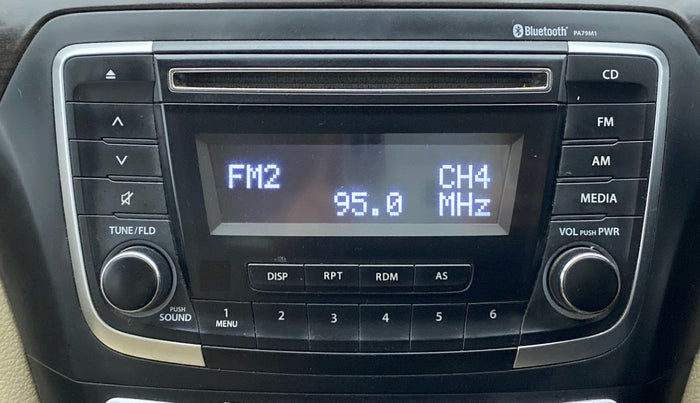 Bluetooth PA79M1
CD
FM
AM
MEDIA
FM2 CH4
95.0 MHz
TUNE/FLD
VOL PUSH PWR
DISP RPT RDM AS
PUSH
SOUND
1 2 3 4 5 6
MENU